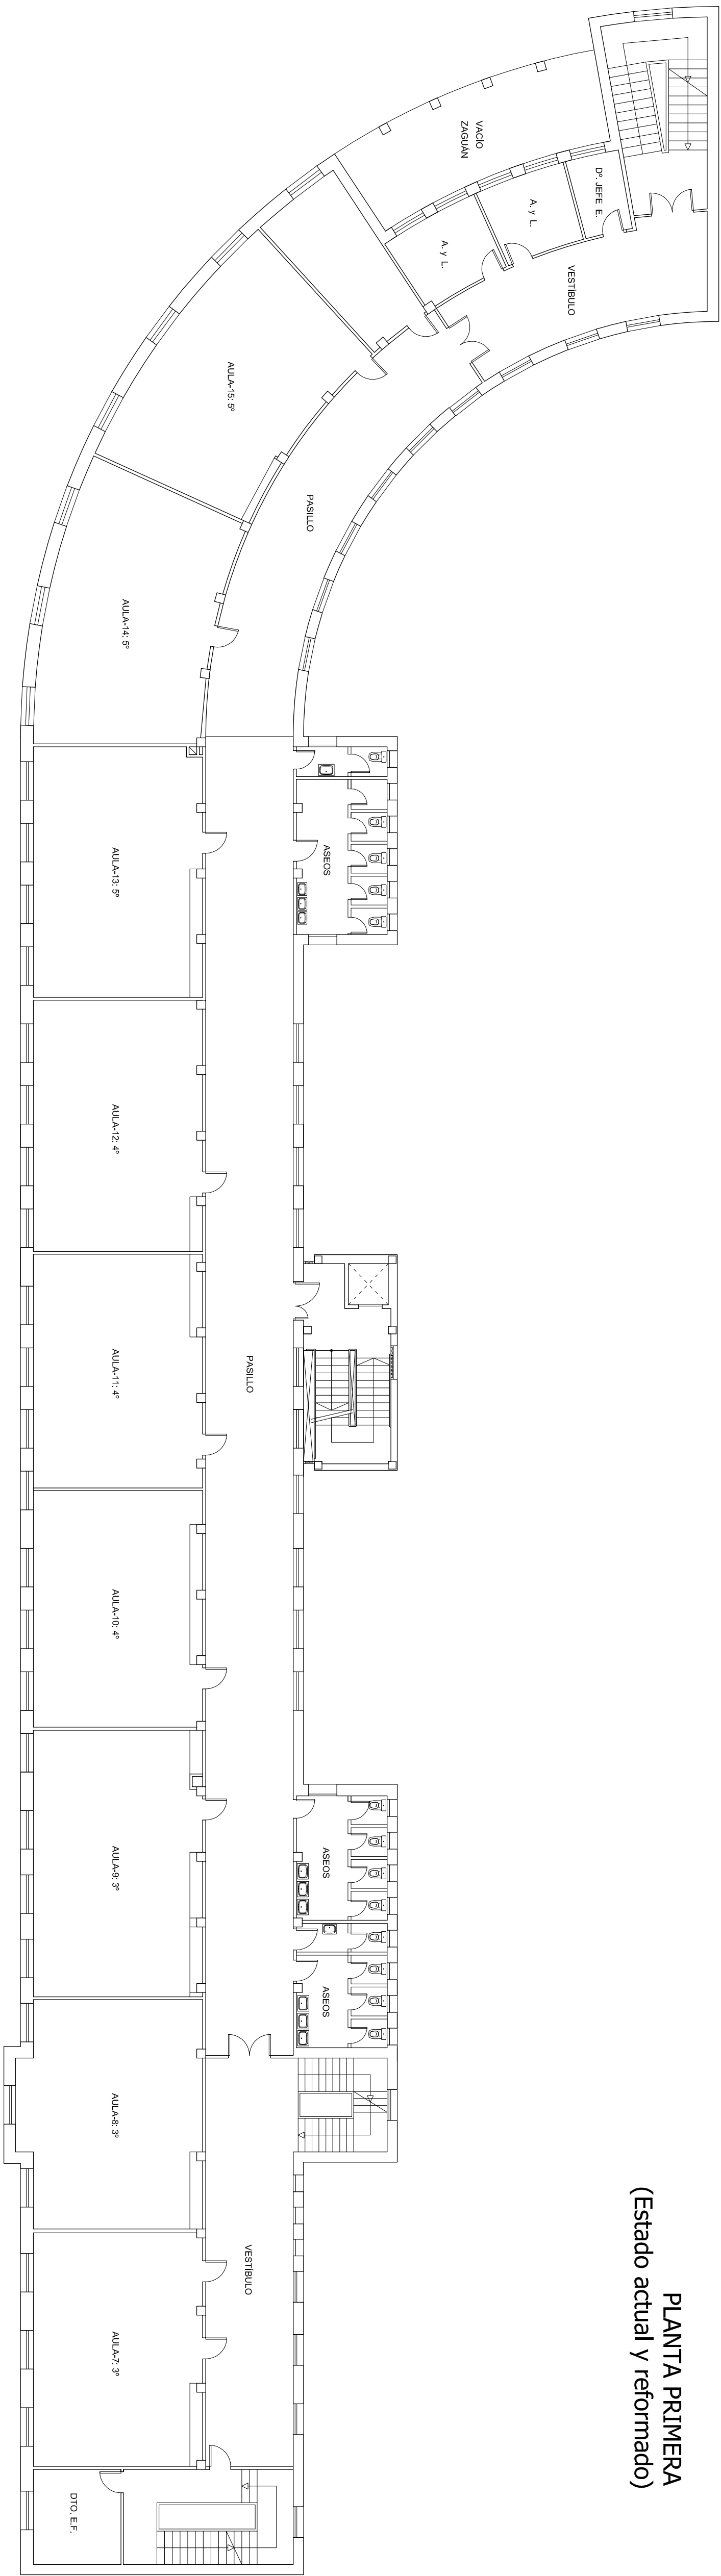 PLANTA PRIMERA
(Estado actual y reformado)
VACÍO
ZAGUÁN
Dº. JEFE E.
A. y L.
A. y L.
VESTÍBULO
AULA-15: 5º
PASILLO
AULA-14: 5º
AULA-13: 5º
ASEOS
AULA-12: 4º
AULA-11: 4º
PASILLO
AULA-10: 4º
AULA-9: 3º
ASEOS
ASEOS
AULA-8: 3º
VESTÍBULO
AULA-7: 3º
DTO. E.F.